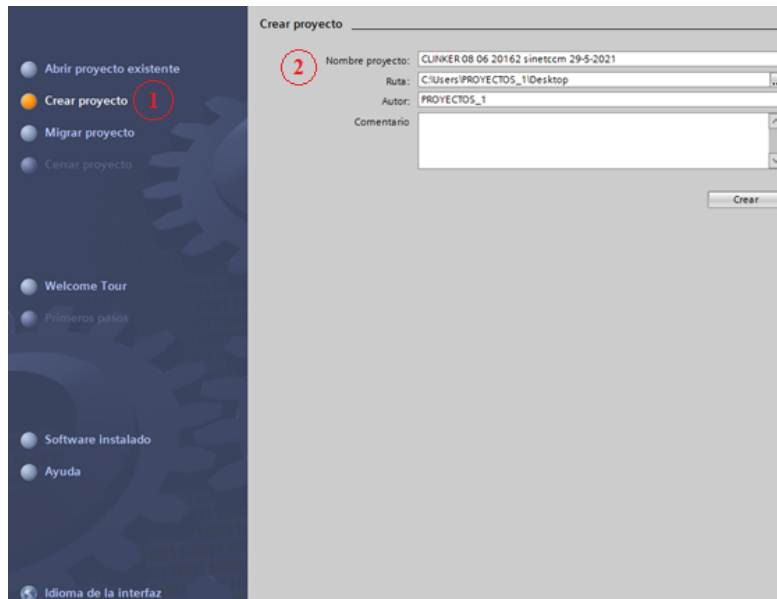 Crear proyecto
Abrir proyecto existente
Crear proyecto
1
Migrar proyecto
Cerrar proyecto
Welcome Tour
Primeros pasos
Software instalado
Ayuda
Idioma de la interfaz
2
Nombre proyecto: CLINKER 08 06 20162 sinetccm 29-5-2021
Ruta: C:\Users\PROYECTOS_1\Desktop
...
Autor: PROYECTOS_1
Comentario
Crear